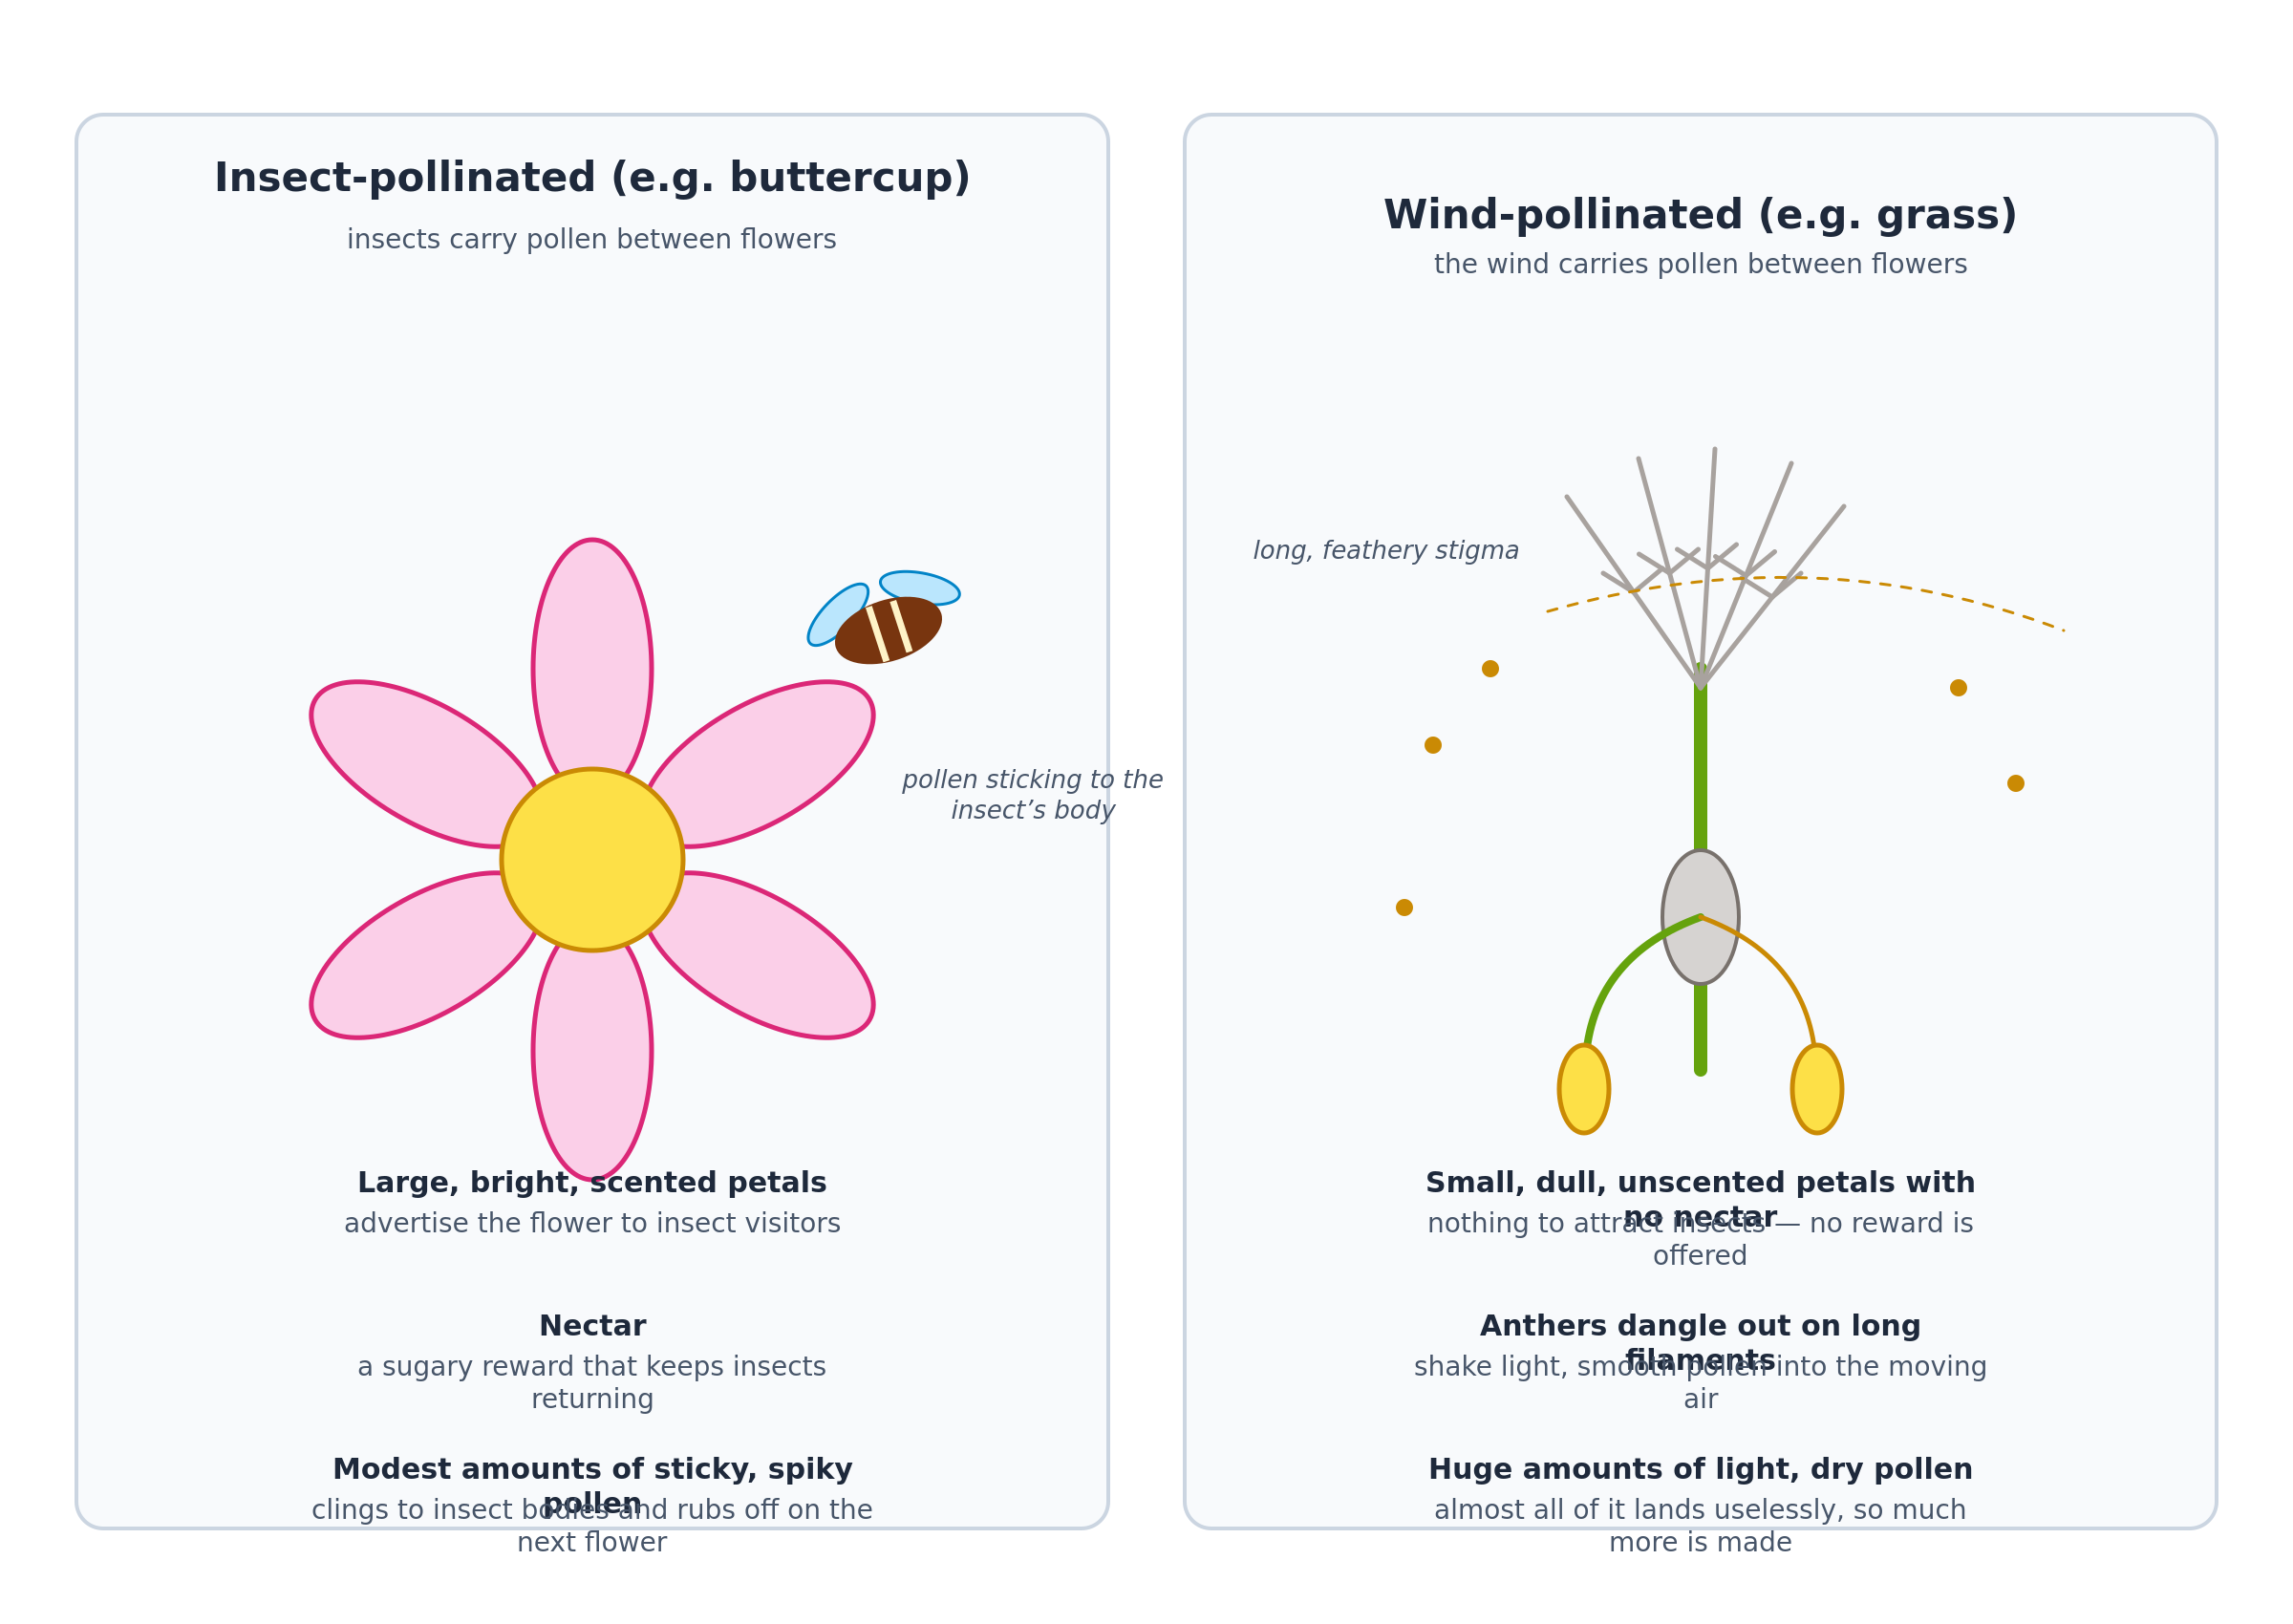 Insect-pollinated (e.g. buttercup)
insects carry pollen between flowers
pollen sticking to the
insect’s body
Large, bright, scented petals
advertise the flower to insect visitors
Nectar
a sugary reward that keeps insects
returning
Modest amounts of sticky, spiky
pollen
clings to insect bodies and rubs off on the
next flower
Wind-pollinated (e.g. grass)
the wind carries pollen between flowers
long, feathery stigma
Small, dull, unscented petals with
no nectar
nothing to attract insects — no reward is
offered
Anthers dangle out on long
filaments
shake light, smooth pollen into the moving
air
Huge amounts of light, dry pollen
almost all of it lands uselessly, so much
more is made